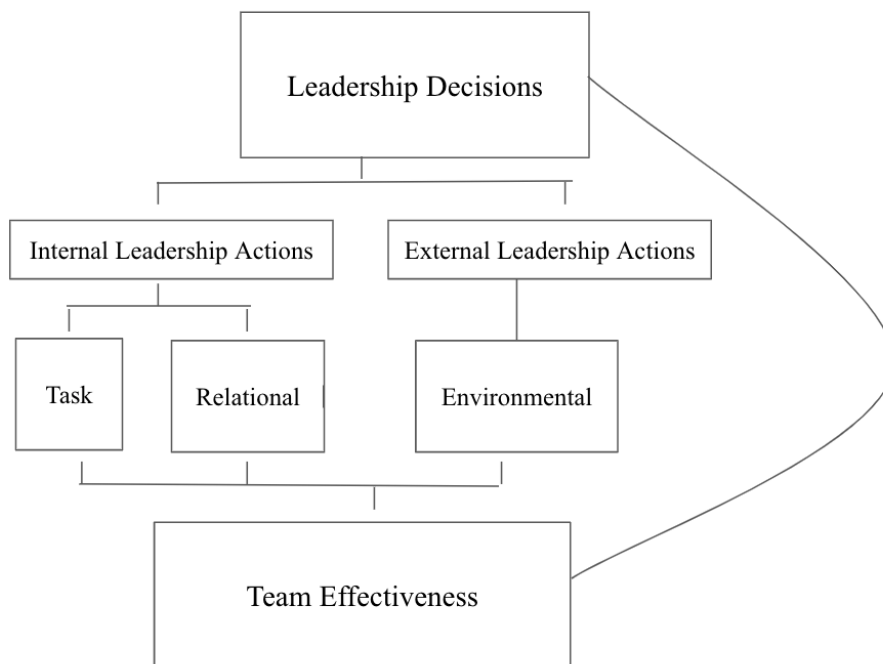 Leadership Decisions
Internal Leadership Actions
External Leadership Actions
Task
Relational
Environmental
Team Effectiveness